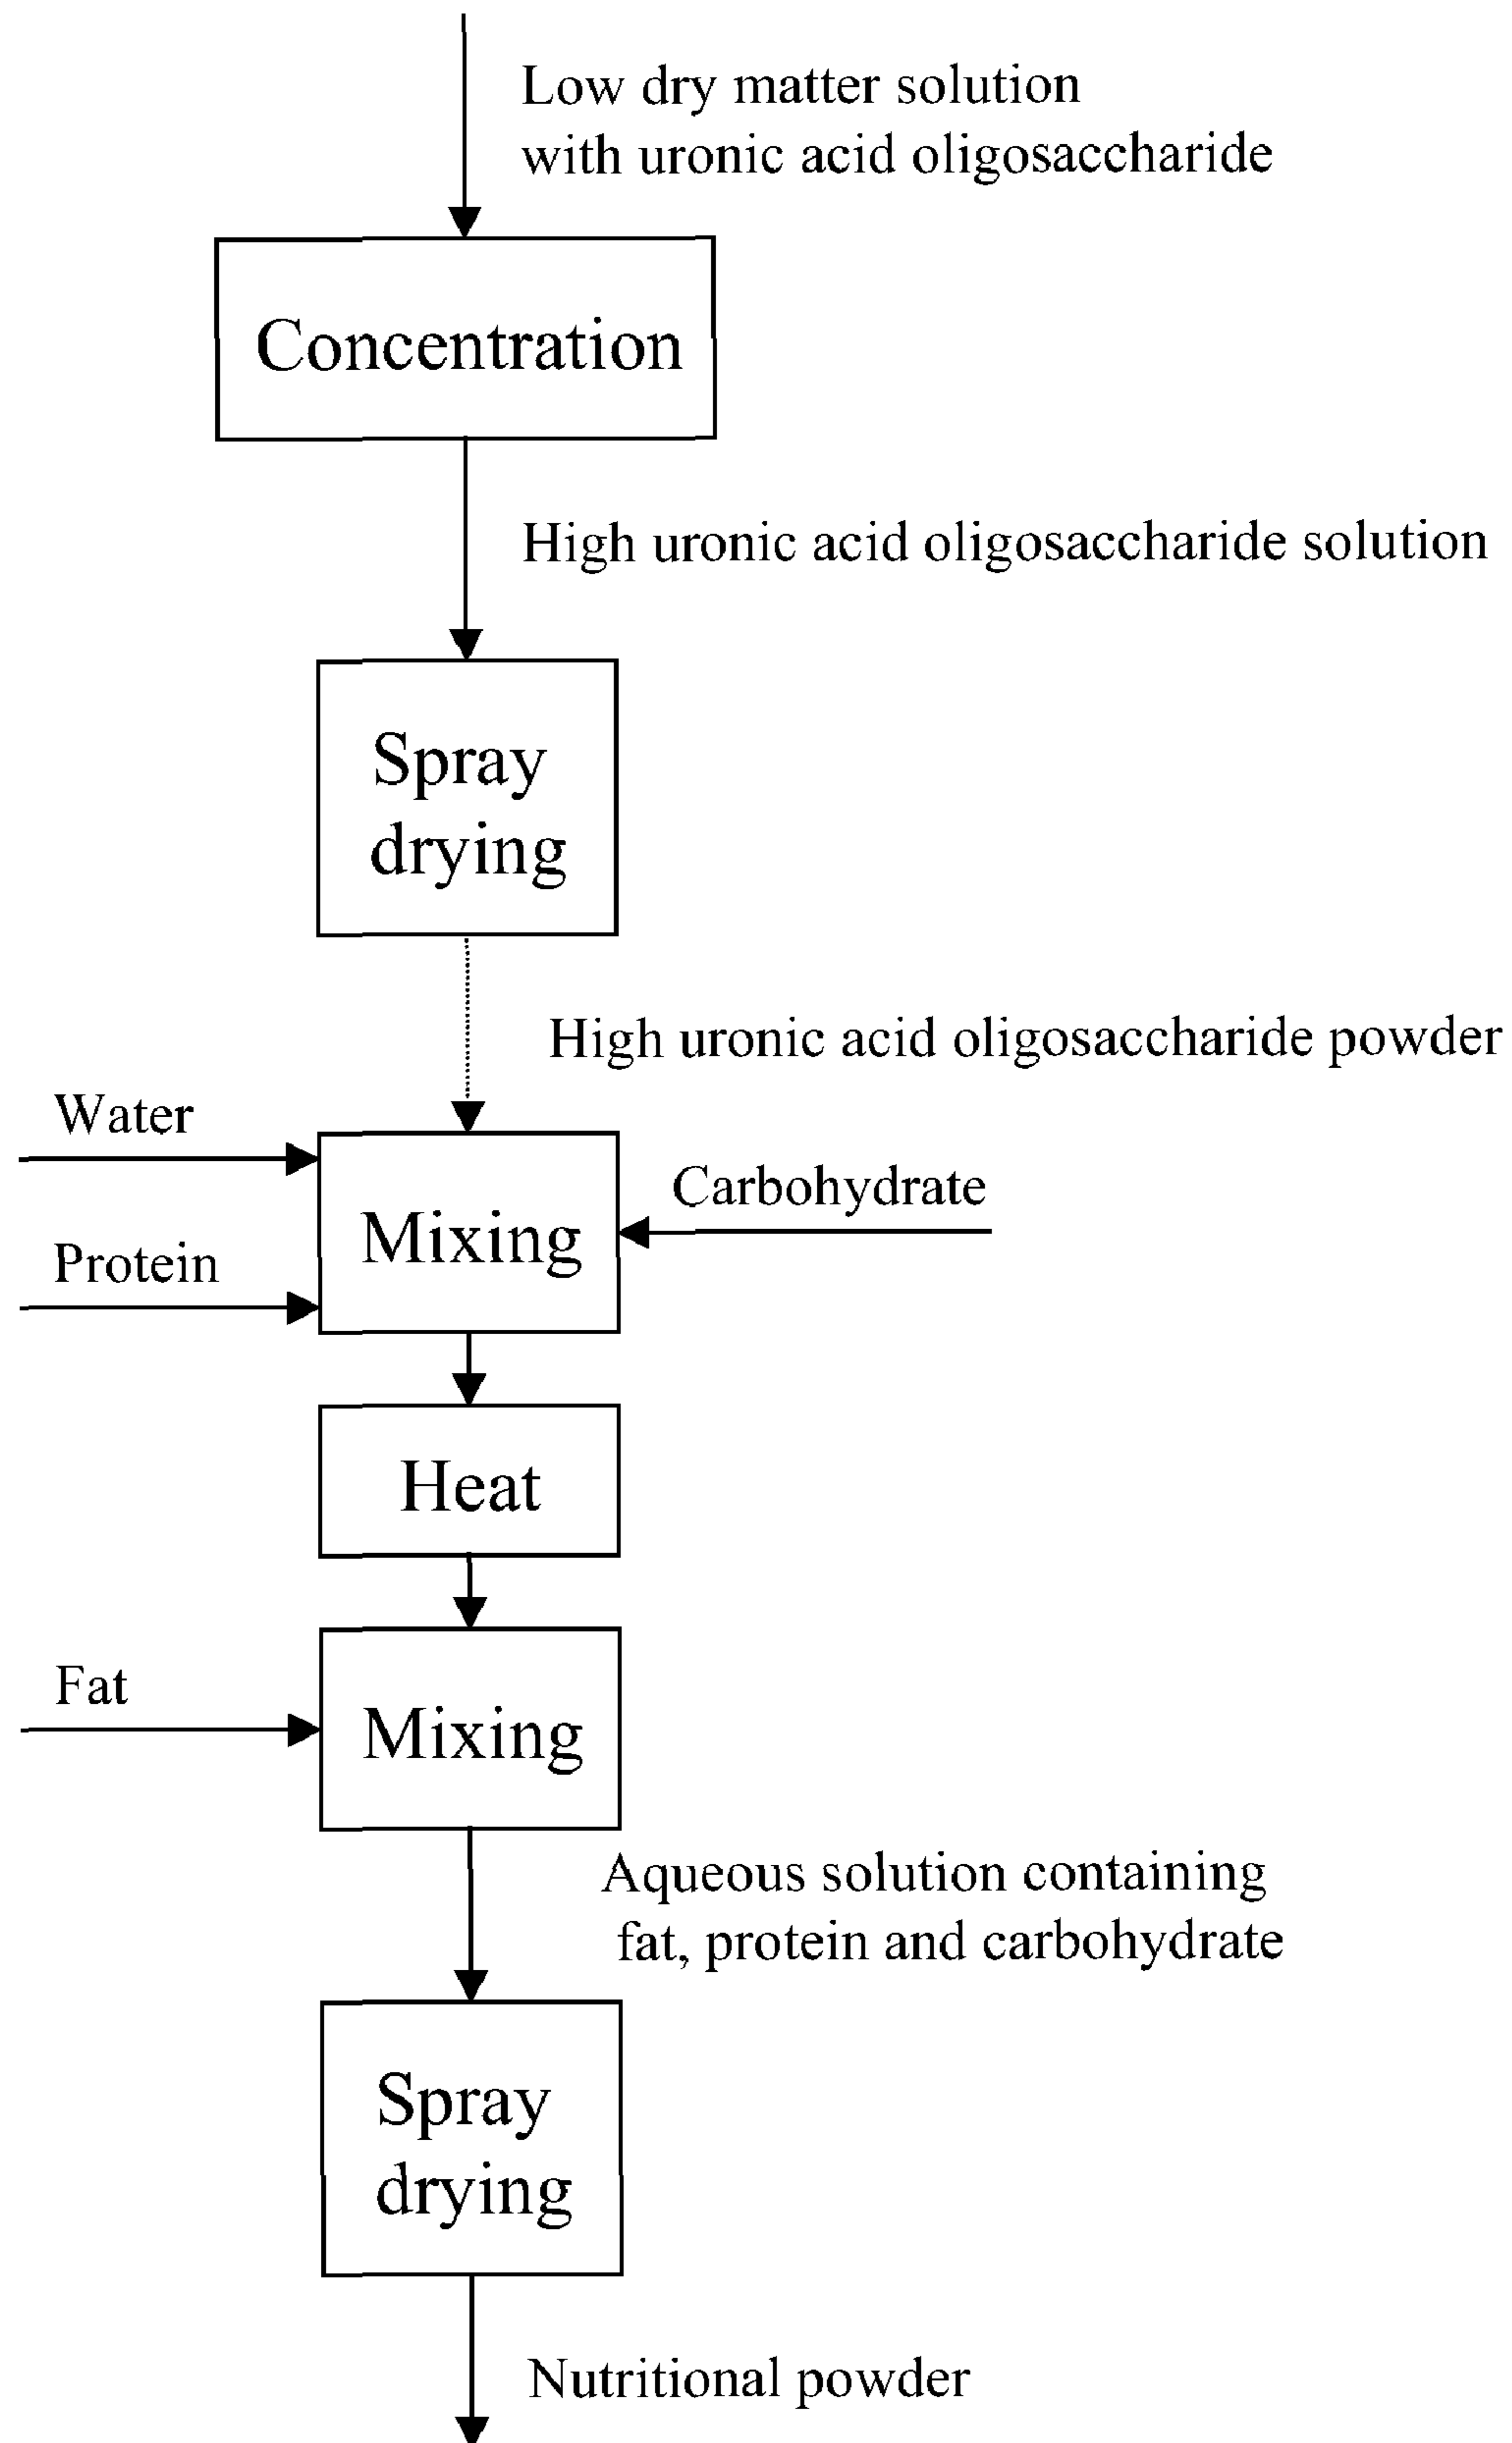 Low dry matter solution
with uronic acid oligosaccharide
Concentration
High uronic acid oligosaccharide solution
Spray
drying
High uronic acid oligosaccharide powder
Water
Carbohydrate
Mixing
Protein
Heat
Fat
Mixing
Aqueous solution containing
fat, protein and carbohydrate
Spray
drying
Nutritional powder